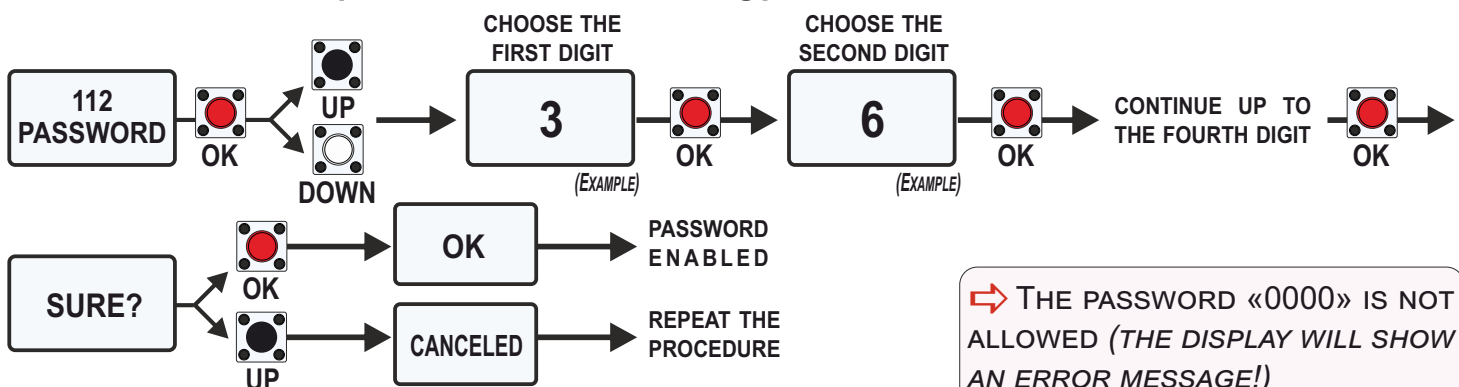 CHOOSE THE
FIRST DIGIT
CHOOSE THE
SECOND DIGIT
112
PASSWORD
OK
UP
DOWN
3
(EXAMPLE)
OK
6
(EXAMPLE)
OK
CONTINUE UP TO
THE FOURTH DIGIT
OK
SURE?
OK
UP
OK
PASSWORD
ENABLED
CANCELED
REPEAT THE
PROCEDURE
⇨ THE PASSWORD «0000» IS NOT
ALLOWED (THE DISPLAY WILL SHOW
AN ERROR MESSAGE!)